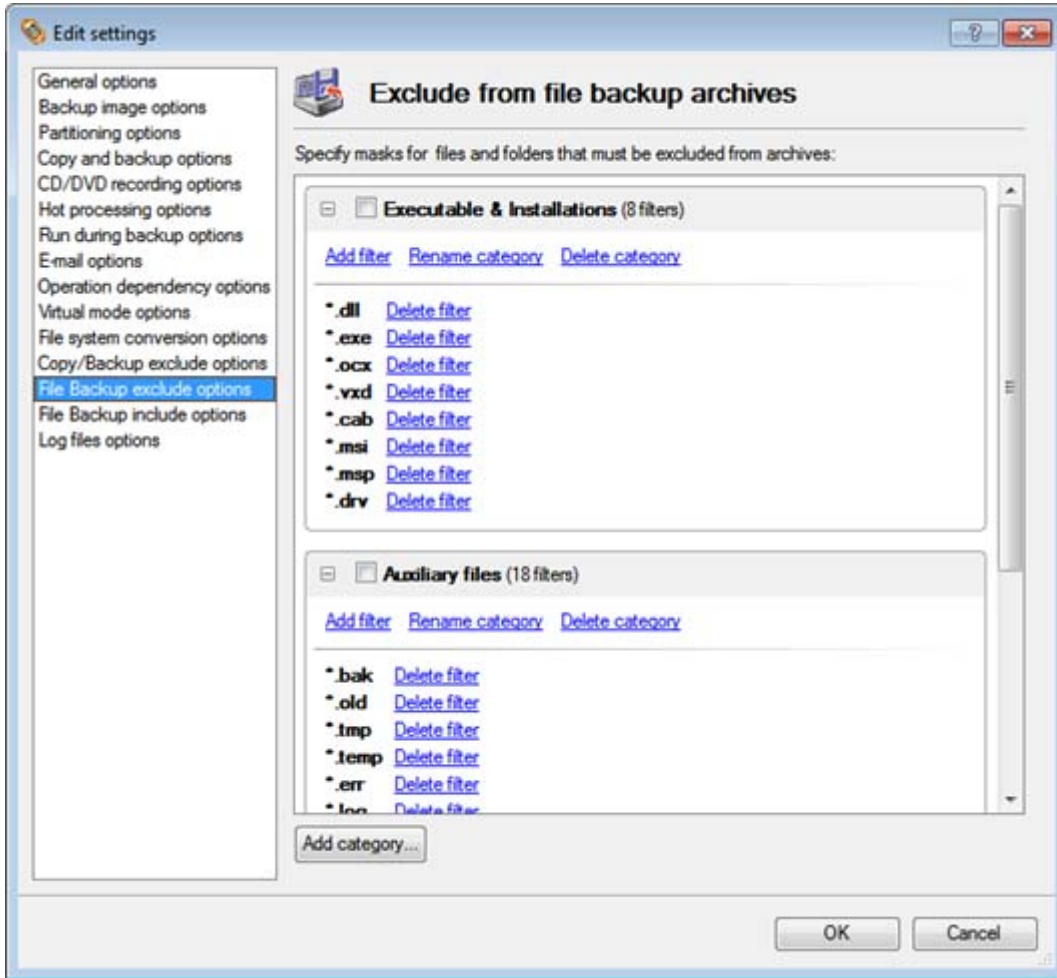 Edit settings
General options
Backup image options
Partitioning options
Copy and backup options
CD/DVD recording options
Hot processing options
Run during backup options
E-mail options
Operation dependency options
Virtual mode options
File system conversion options
Copy/Backup exclude options
File Backup exclude options
File Backup include options
Log files options
Exclude from file backup archives
Specify masks for files and folders that must be excluded from archives:
Executable & Installations (8 filters)
Add filter Rename category Delete category
*.dll Delete filter
*.exe Delete filter
*.ocx Delete filter
*.vxd Delete filter
*.cab Delete filter
*.msi Delete filter
*.msp Delete filter
*.drv Delete filter
Auxiliary files (18 filters)
Add filter Rename category Delete category
*.bak Delete filter
*.old Delete filter
*.tmp Delete filter
*.temp Delete filter
*.err Delete filter
*.log Delete filter
Add category...
OK Cancel